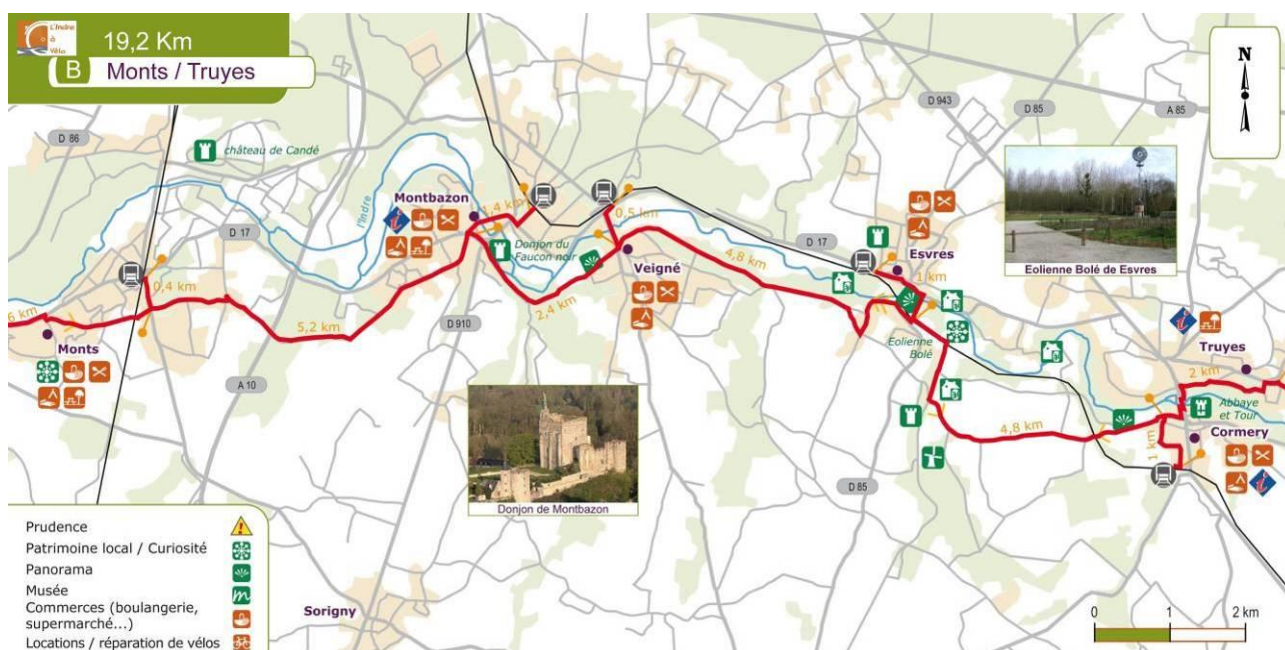 L'Indre
à
Vélo
19,2 Km
B Monts / Truyes
N
D 86
château de Candé
D 943
D 85
A 85
Montbazon
1,4 km
0,5 km
l'Indre
D 17
Donjon du
Faucon noir
Veigné
4,8 km
D 17
Esvres
1 km
Eolienne Bolé de Esvres
0,4 km
6 km
Monts
5,2 km
D 910
2,4 km
A 10
Eolienne
Bolé
Truyes
2 km
Abbaye
et Tour
Cormery
1 km
4,8 km
D 85
Donjon de Montbazon
Sorigny
Prudence
Patrimoine local / Curiosité
Panorama
Musée
Commerces (boulangerie,
supermarché...)
Locations / réparation de vélos
0 1 2 km